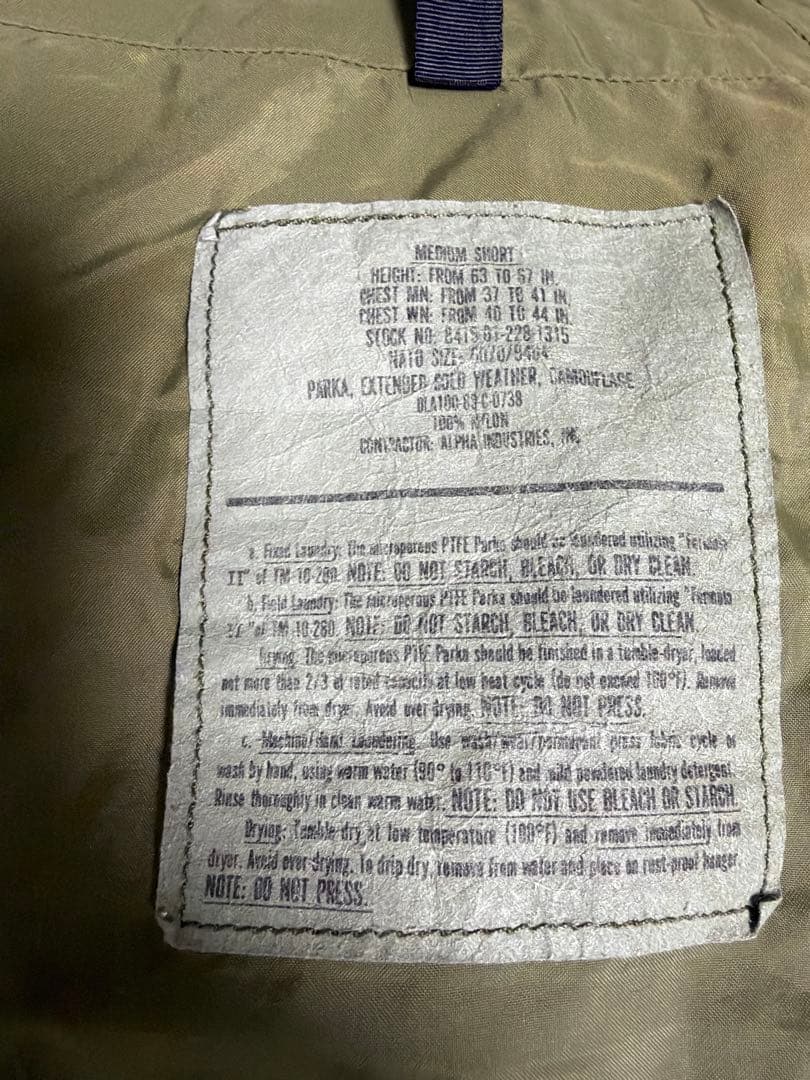 MEDIUM SHORT
HEIGHT: FROM 63 TO 67 IN.
CHEST MN: FROM 37 TO 41 IN.
CHEST WN: FROM 40 TO 44 IN.
STOCK NO: 8415-01-228-1315
NATO SIZE:
PARKA, EXTENDED COLD WEATHER, CAMOUFLAGE
DLA100-83-C-0738
100% NYLON
CONTRACTOR: ALPHA INDUSTRIES, INC.
a. Fixed Laundry: The microporous PTFE Parka should be laundered utilizing "Formula
II" of TM-10-280. NOTE: DO NOT STARCH, BLEACH, OR DRY CLEAN.
b. Field Laundry: The microporous PTFE Parka should be laundered utilizing "Formula
II" of TM-10-280. NOTE: DO NOT STARCH, BLEACH, OR DRY CLEAN.
Drying. The microporous PTFE Parka should be finished in a tumble-dryer, loaded
not more than 2/3 of rated capacity at low heat cycle (do not exceed 100°F). Remove
immediately from dryer. Avoid over drying. NOTE: DO NOT PRESS.
c. Machine/Hand Laundering. Use wash/wear/permanent press fabric cycle or
wash by hand, using warm water (90° to 110°F) and mild powdered laundry detergent.
Rinse thoroughly in clean warm water. NOTE: DO NOT USE BLEACH OR STARCH.
Drying: Tumble dry at low temperature (100°F) and remove immediately from
dryer. Avoid over drying. To drip dry, remove from water and place on rust-proof hanger.
NOTE: DO NOT PRESS.